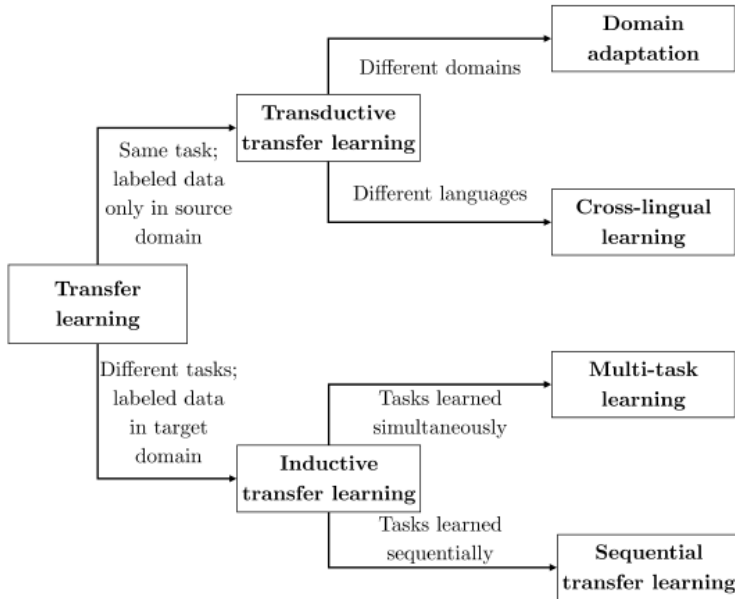 Domain
adaptation
Different domains
Transductive
transfer learning
Same task;
labeled data
only in source
domain
Different languages
Cross-lingual
learning
Transfer
learning
Different tasks;
labeled data
in target
domain
Multi-task
learning
Tasks learned
simultaneously
Inductive
transfer learning
Tasks learned
sequentially
Sequential
transfer learning